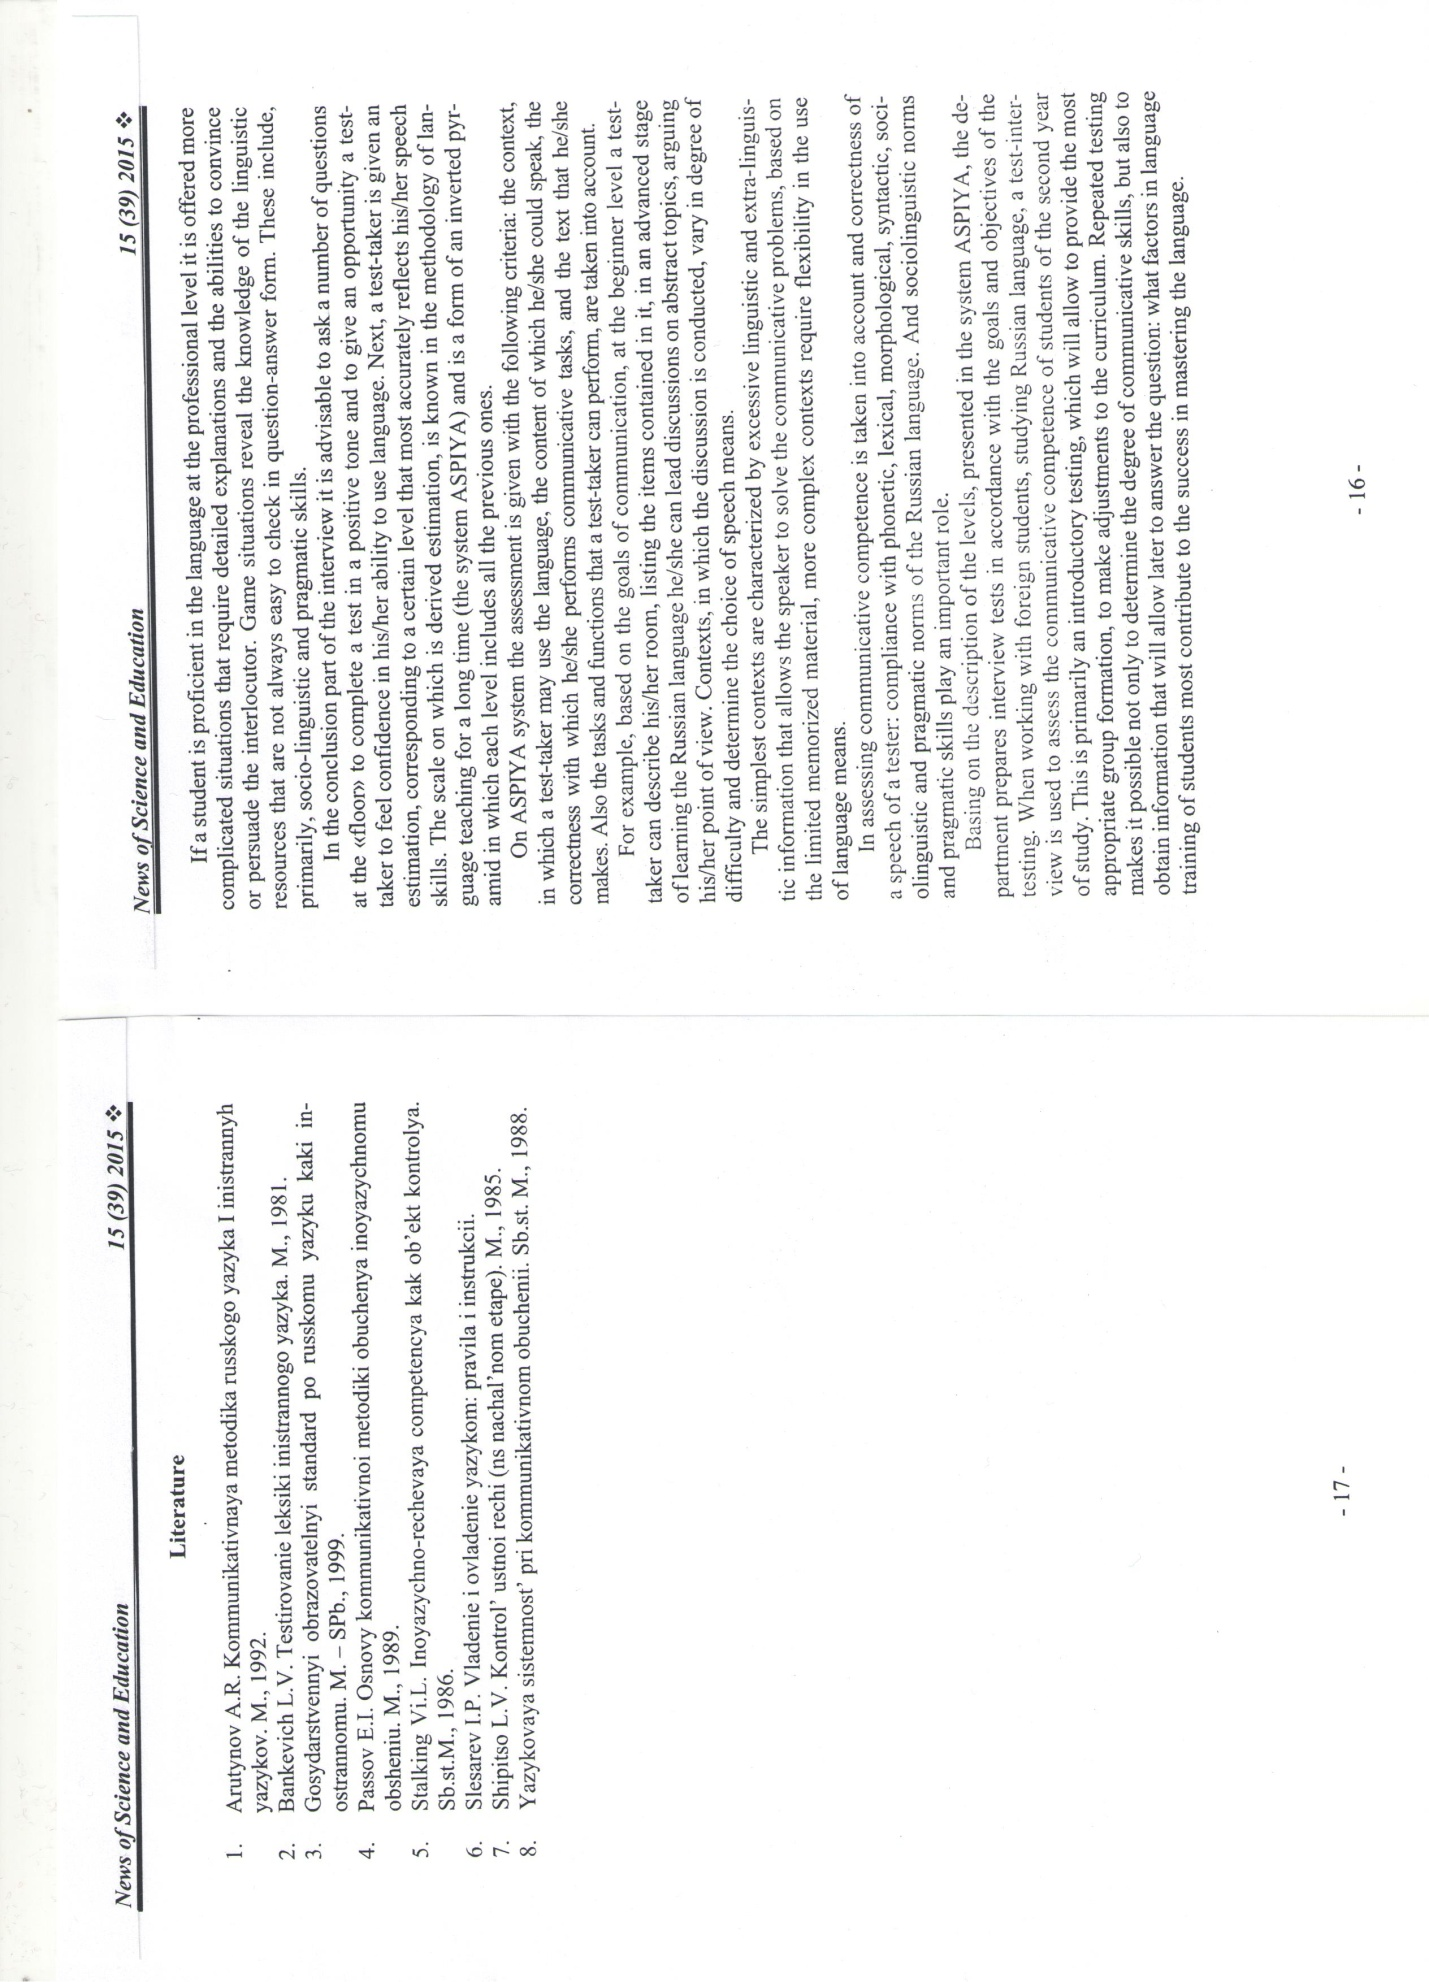 News of Science and Education 15 (39) 2015 ❖
If a student is proficient in the language at the professional level it is offered more
complicated situations that require detailed explanations and the abilities to convince
or persuade the interlocutor. Game situations reveal the knowledge of the linguistic
resources that are not always easy to check in question-answer form. These include,
primarily, socio-linguistic and pragmatic skills.
In the conclusion part of the interview it is advisable to ask a number of questions
at the «floor» to complete a test in a positive tone and to give an opportunity a test-
taker to feel confidence in his/her ability to use language. Next, a test-taker is given an
estimation, corresponding to a certain level that most accurately reflects his/her speech
skills. The scale on which is derived estimation, is known in the methodology of lan-
guage teaching for a long time (the system ASPIYA) and is a form of an inverted pyr-
amid in which each level includes all the previous ones.
On ASPIYA system the assessment is given with the following criteria: the context,
in which a test-taker may use the language, the content of which he/she could speak, the
correctness with which he/she performs communicative tasks, and the text that he/she
makes. Also the tasks and functions that a test-taker can perform, are taken into account.
For example, based on the goals of communication, at the beginner level a test-
taker can describe his/her room, listing the items contained in it, in an advanced stage
of learning the Russian language he/she can lead discussions on abstract topics, arguing
his/her point of view. Contexts, in which the discussion is conducted, vary in degree of
difficulty and determine the choice of speech means.
The simplest contexts are characterized by excessive linguistic and extra-linguis-
tic information that allows the speaker to solve the communicative problems, based on
the limited memorized material, more complex contexts require flexibility in the use
of language means.
In assessing communicative competence is taken into account and correctness of
a speech of a tester: compliance with phonetic, lexical, morphological, syntactic, soci-
olinguistic and pragmatic norms of the Russian language. And sociolinguistic norms
and pragmatic skills play an important role.
Basing on the description of the levels, presented in the system ASPIYA, the de-
partment prepares interview tests in accordance with the goals and objectives of the
testing. When working with foreign students, studying Russian language, a test-inter-
view is used to assess the communicative competence of students of the second year
of study. This is primarily an introductory testing, which will allow to provide the most
appropriate group formation, to make adjustments to the curriculum. Repeated testing
makes it possible not only to determine the degree of communicative skills, but also to
obtain information that will allow later to answer the question: what factors in language
training of students most contribute to the success in mastering the language.
- 16 -
News of Science and Education 15 (39) 2015 ❖
Literature
1. Arutynov A.R. Kommunikativnaya metodika russkogo yazyka I inistrannyh
yazykov. M., 1992.
2. Bankevich L.V. Testirovanie leksiki inistrannogo yazyka. M., 1981.
3. Gosydarstvennyi obrazovatelnyi standard po russkomu yazyku kaki in-
ostrannomu. M. – SPb., 1999.
4. Passov E.I. Osnovy kommunikativnoi metodiki obuchenya inoyazychnomu
obsheniu. M., 1989.
5. Stalking Vi.L. Inoyazychno-rechevaya competencya kak ob’ekt kontrolya.
Sb.st.M., 1986.
6. Slesarev I.P. Vladenie i ovladenie yazykom: pravila i instrukcii.
7. Shipitso L.V. Kontrol’ ustnoi rechi (ns nachal’nom etape). M., 1985.
8. Yazykovaya sistemnost’ pri kommunikativnom obuchenii. Sb.st. M., 1988.
- 17 -